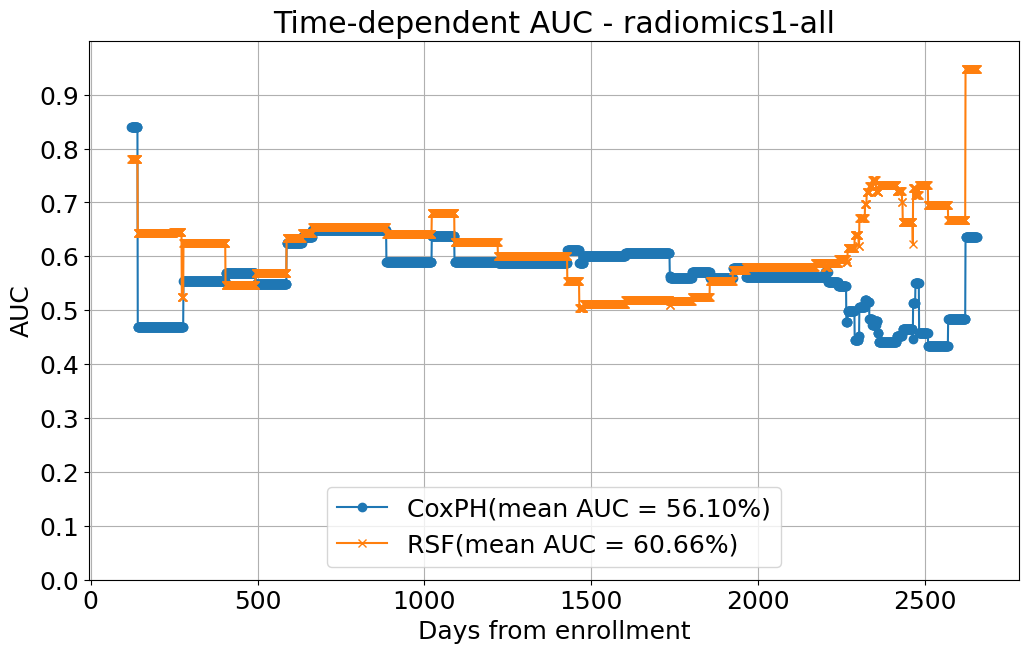 Time-dependent AUC - radiomics1-all
AUC
0.9
0.8
0.7
0.6
0.5
0.4
0.3
0.2
0.1
0.0
CoxPH(mean AUC = 56.10%)
RSF(mean AUC = 60.66%)
0 500 1000 1500 2000 2500
Days from enrollment